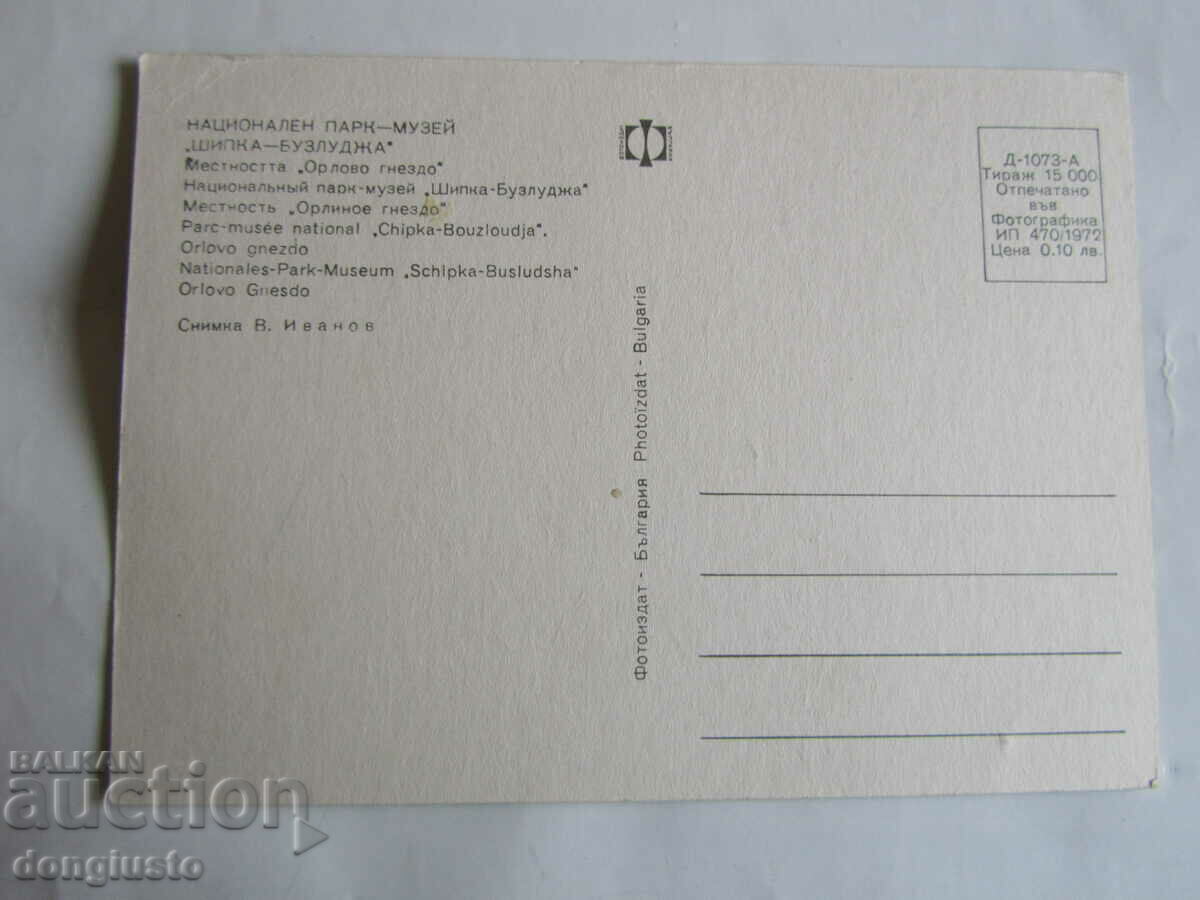 НАЦИОНАЛЕН ПАРК—МУЗЕЙ
„ШИПКА—БУЗЛУДЖА“
Местността „Орлово гнездо“
Национальный парк-музей „Шипка-Бузлуджа“
Местность „Орлиное гнездо“
Parc-musée national „Chipka-Bouzloudja“.
Orlovo gnezdo
Nationales-Park-Museum „Schipka-Busludsha“
Orlovo Gnesdo
Снимка В. Иванов
Фотоиздат - България Photoïzdat - Bulgaria
Д-1073-А
Тираж 15 000
Отпечатано
във
Фотографика
ИП 470/1972
Цена 0.10 лв.
BALKAN
auction
dongiusto